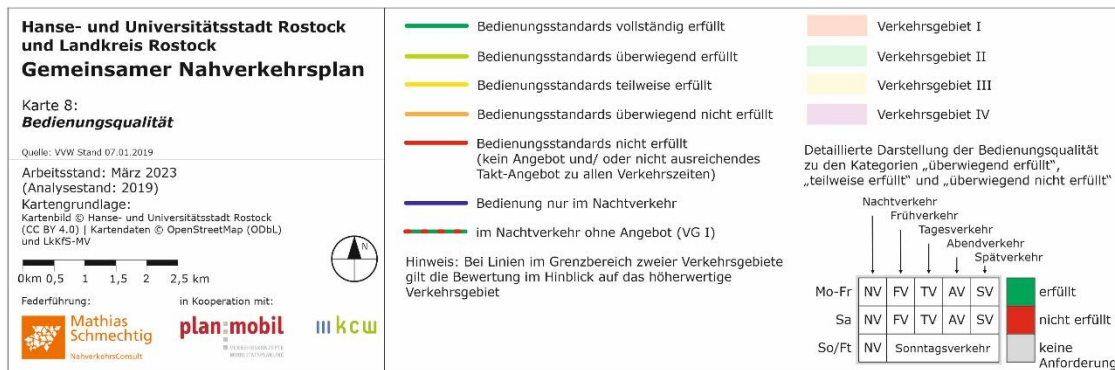 Hanse- und Universitätsstadt Rostock
und Landkreis Rostock
Gemeinsamer Nahverkehrsplan
Karte 8:
Bedienungsqualität
Quelle: VVW Stand 07.01.2019
Arbeitsstand: März 2023
(Analysestand: 2019)
Kartengrundlage:
Kartenbild © Hanse- und Universitätsstadt Rostock
(CC BY 4.0) | Kartendaten © OpenStreetMap (ODbL)
und LkKfS-MV
N
0km 0,5 1 1,5 2 2,5 km
Federführung:
in Kooperation mit:
Mathias
Schmechtig
NahverkehrsConsult
plan:mobil
VERKEHRSKONZEPTE
MOBILITÄTSPLANUNG
kcw
Bedienungsstandards vollständig erfüllt
Bedienungsstandards überwiegend erfüllt
Bedienungsstandards teilweise erfüllt
Bedienungsstandards überwiegend nicht erfüllt
Bedienungsstandards nicht erfüllt
(kein Angebot und/ oder nicht ausreichendes
Takt-Angebot zu allen Verkehrszeiten)
Bedienung nur im Nachtverkehr
im Nachtverkehr ohne Angebot (VG I)
Hinweis: Bei Linien im Grenzbereich zweier Verkehrsgebiete
gilt die Bewertung im Hinblick auf das höherwertige
Verkehrsgebiet
Verkehrsgebiet I
Verkehrsgebiet II
Verkehrsgebiet III
Verkehrsgebiet IV
Detaillierte Darstellung der Bedienungsqualität
zu den Kategorien „überwiegend erfüllt“,
„teilweise erfüllt“ und „überwiegend nicht erfüllt“
Nachtverkehr
Frühverkehr
Tagesverkehr
Abendverkehr
Spätverkehr
Mo-Fr NV FV TV AV SV erfüllt
Sa NV FV TV AV SV nicht erfüllt
So/Ft NV Sonntagsverkehr keine
Anforderung